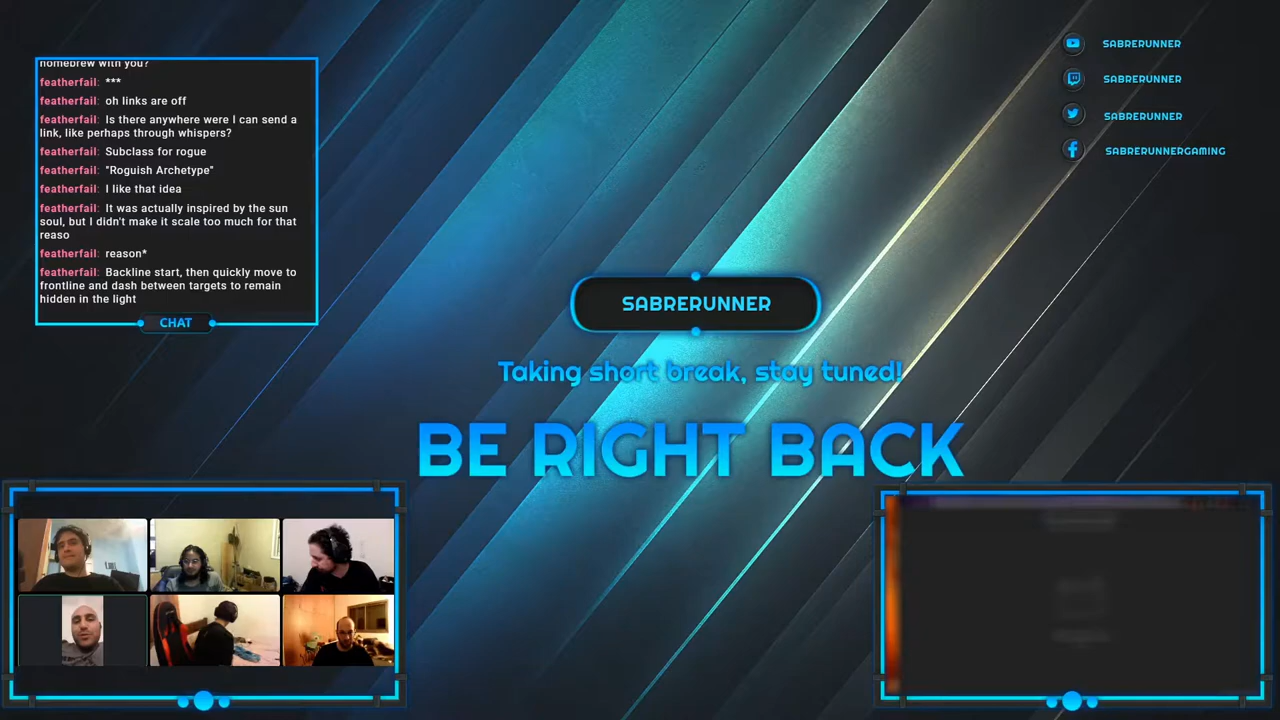 homebrew with you?
featherfail: ***
featherfail: oh links are off
featherfail: Is there anywhere were I can send a
link, like perhaps through whispers?
featherfail: Subclass for rogue
featherfail: "Roguish Archetype"
featherfail: I like that idea
featherfail: It was actually inspired by the sun
soul, but I didn't make it scale too much for that
reaso
featherfail: reason*
featherfail: Backline start, then quickly move to
frontline and dash between targets to remain
hidden in the light
CHAT
SABRERUNNER
SABRERUNNER
SABRERUNNER
SABRERUNNERGAMING
SABRERUNNER
Taking short break, stay tuned!
BE RIGHT BACK